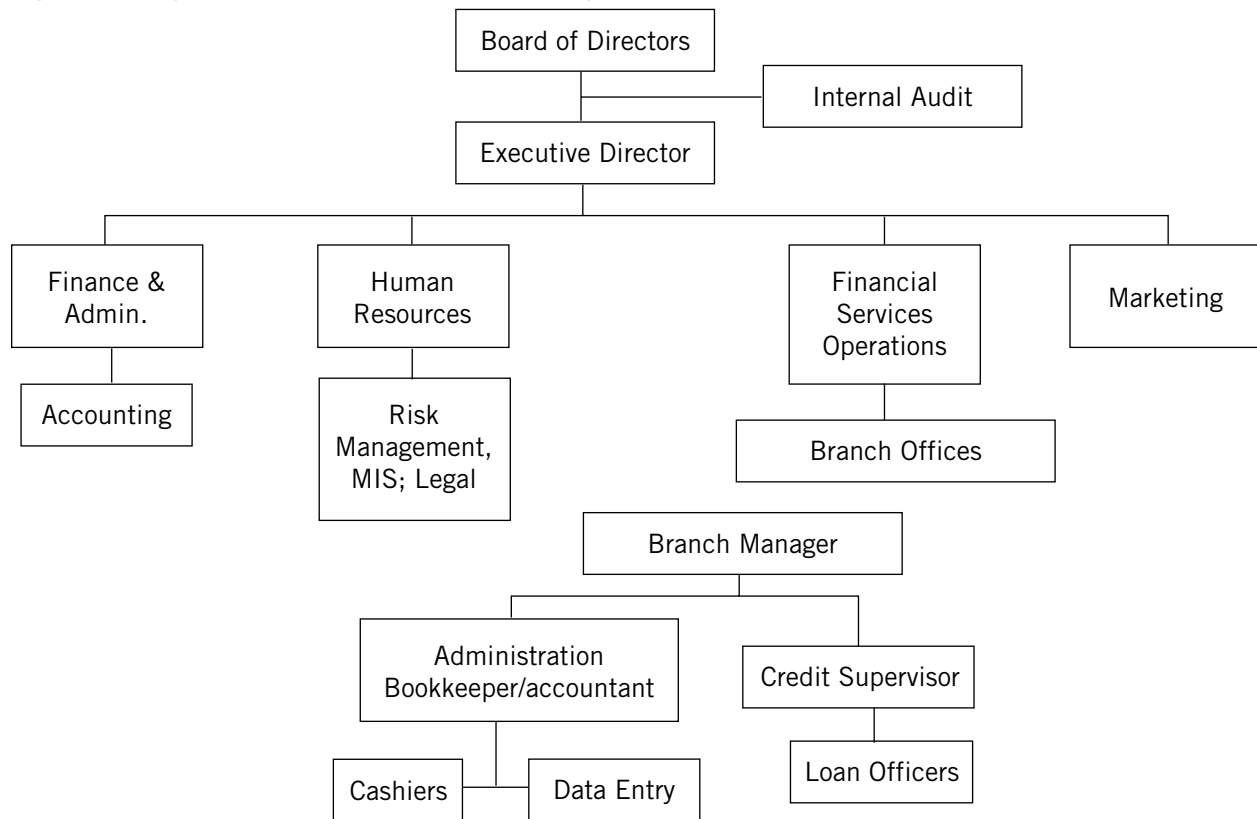 Board of Directors
Internal Audit
Executive Director
Finance &
Admin.
Human
Resources
Financial
Services
Operations
Marketing
Accounting
Risk
Management,
MIS; Legal
Branch Offices
Branch Manager
Administration
Bookkeeper/accountant
Credit Supervisor
Cashiers
Data Entry
Loan Officers